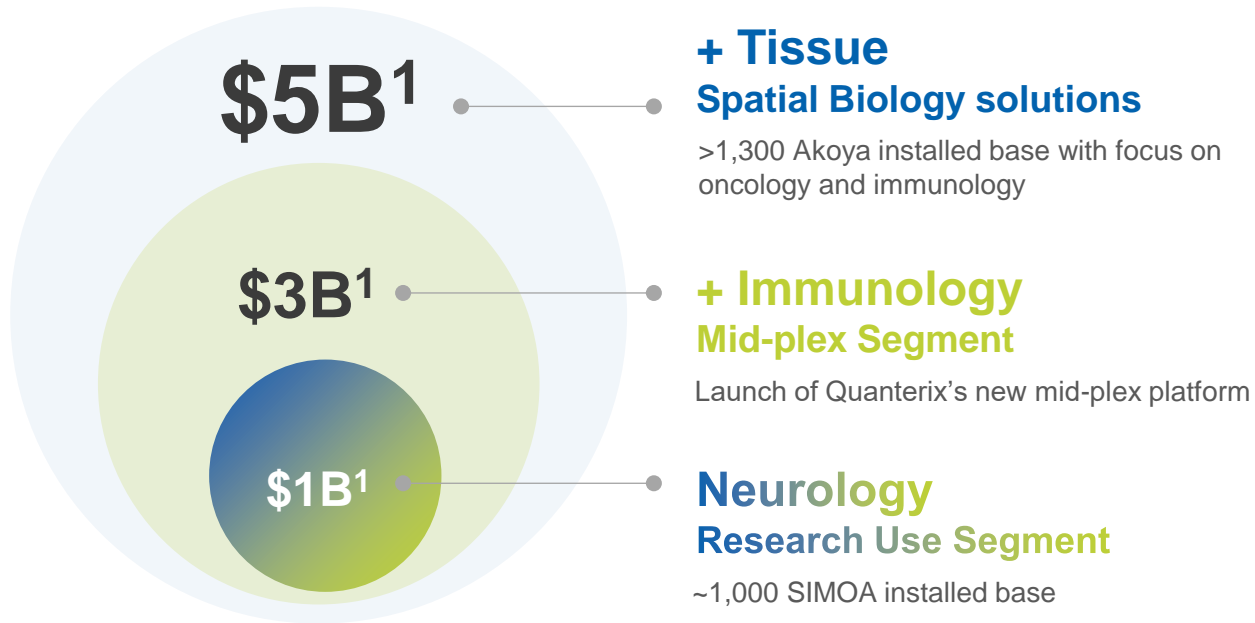 $5B¹
+ Tissue
Spatial Biology solutions
>1,300 Akoya installed base with focus on
oncology and immunology
$3B¹
+ Immunology
Mid-plex Segment
Launch of Quanterix’s new mid-plex platform
$1B¹
Neurology
Research Use Segment
~1,000 SIMOA installed base